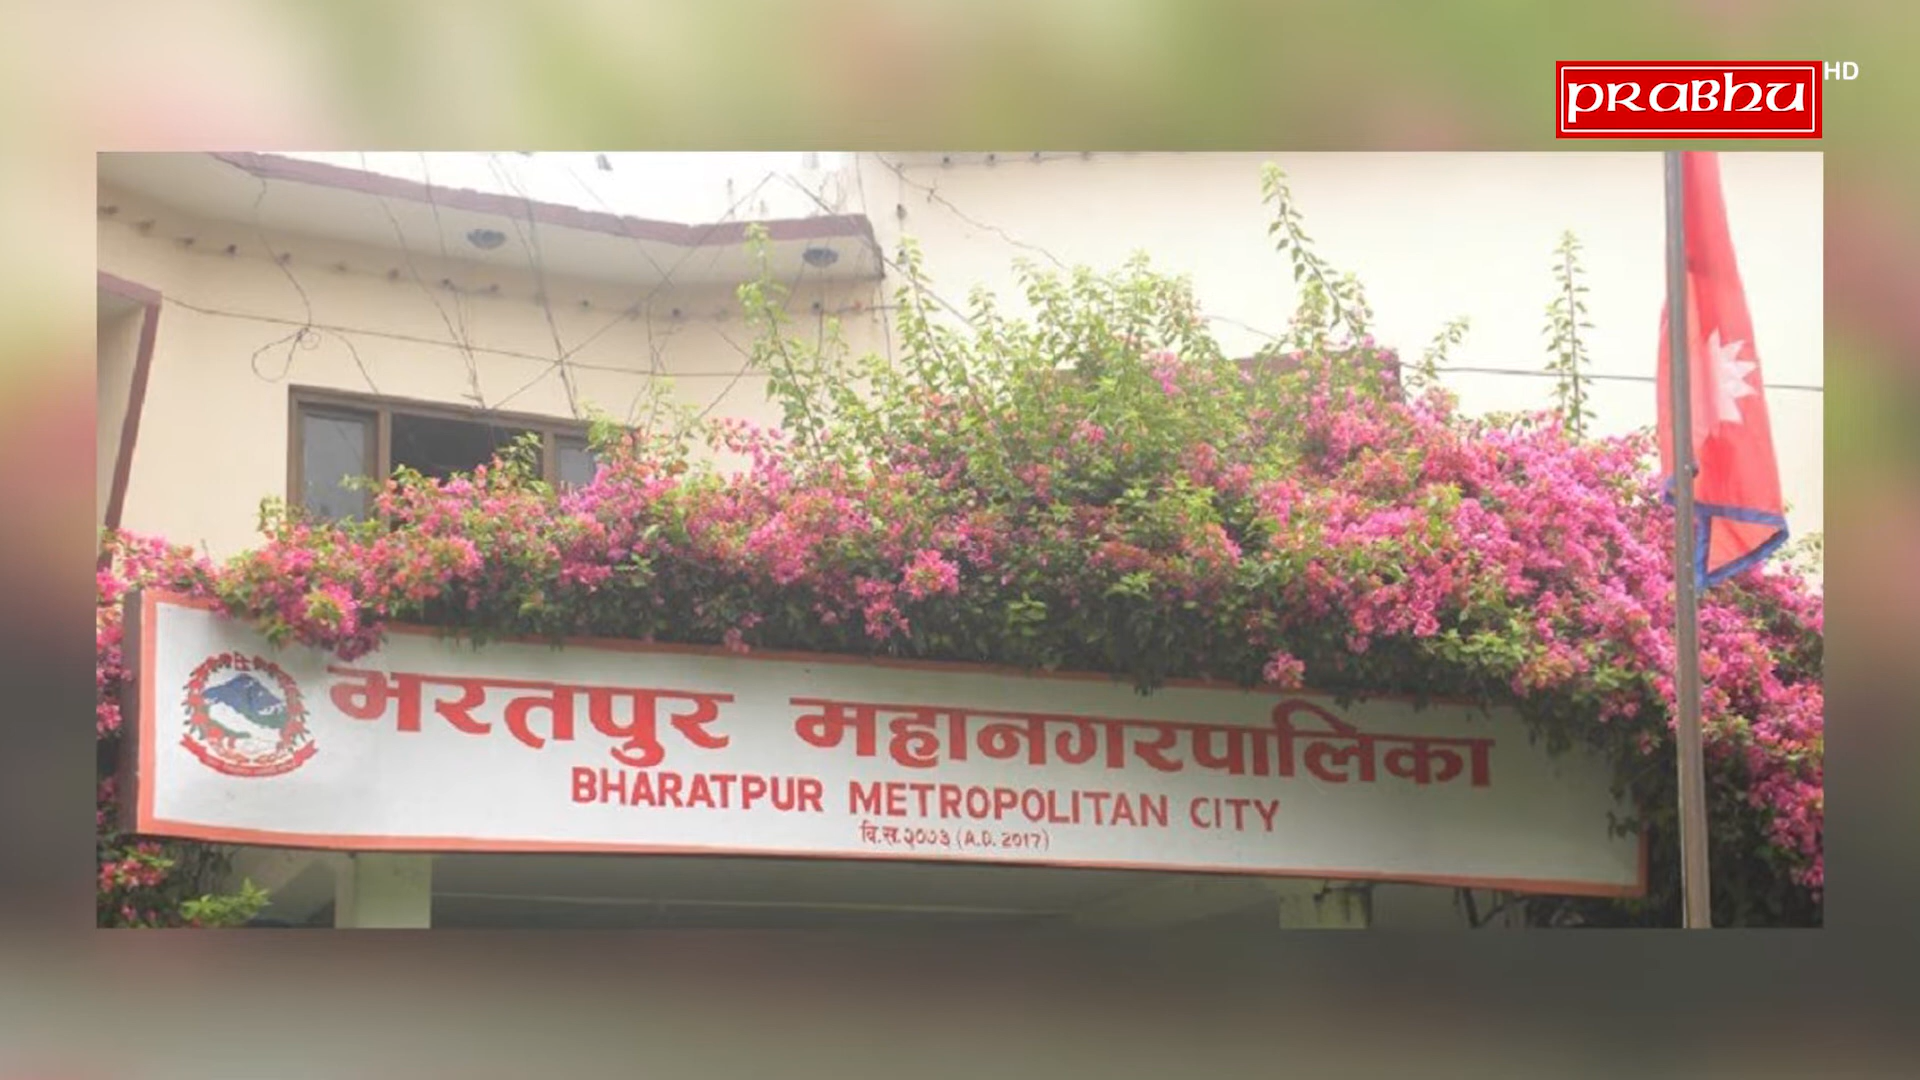 PRABHU HD
भरतपुर महानगरपालिका
BHARATPUR METROPOLITAN CITY
वि.स.२०७३ (A.D. 2017)